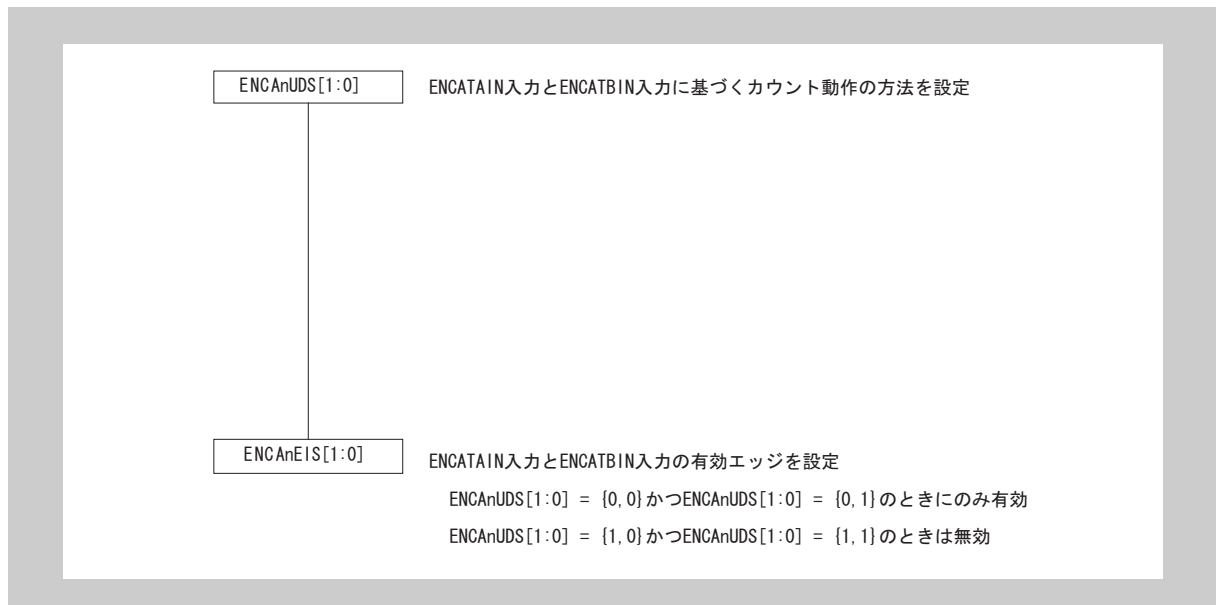 ENCAnUDS[1:0]
ENCATAIN入力とENCATBIN入力に基づくカウント動作の方法を設定
ENCAnEIS[1:0]
ENCATAIN入力とENCATBIN入力の有効エッジを設定
ENCAnUDS[1:0] = {0,0}かつENCAnUDS[1:0] = {0,1}のときにのみ有効
ENCAnUDS[1:0] = {1,0}かつENCAnUDS[1:0] = {1,1}のときは無効